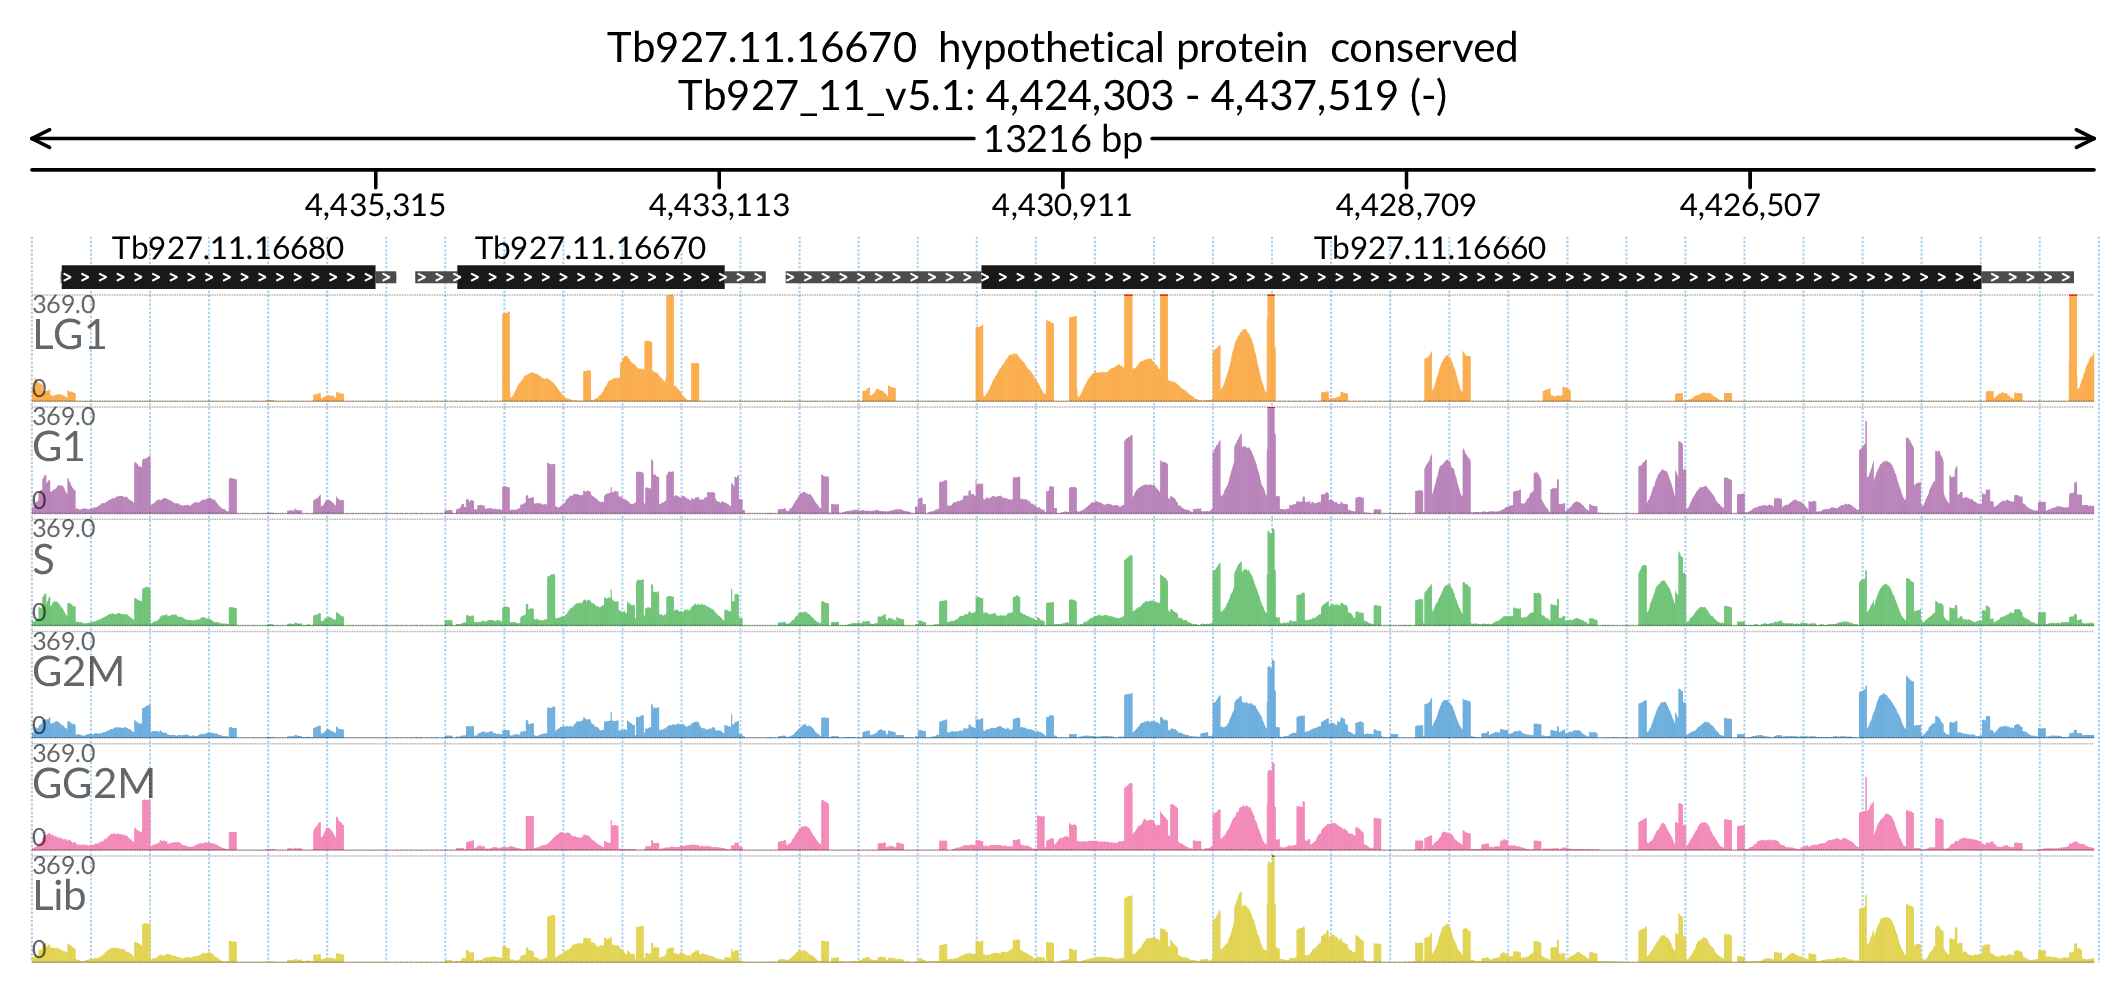 Tb927.11.16670  hypothetical protein  conserved
Tb927_11_v5.1: 4,424,303 - 4,437,519 (-)
13216 bp
4,435,315 4,433,113 4,430,911 4,428,709 4,426,507
Tb927.11.16680 Tb927.11.16670 Tb927.11.16660
369.0
LG1
0
369.0
G1
0
369.0
S
0
369.0
G2M
0
369.0
GG2M
0
369.0
Lib
0